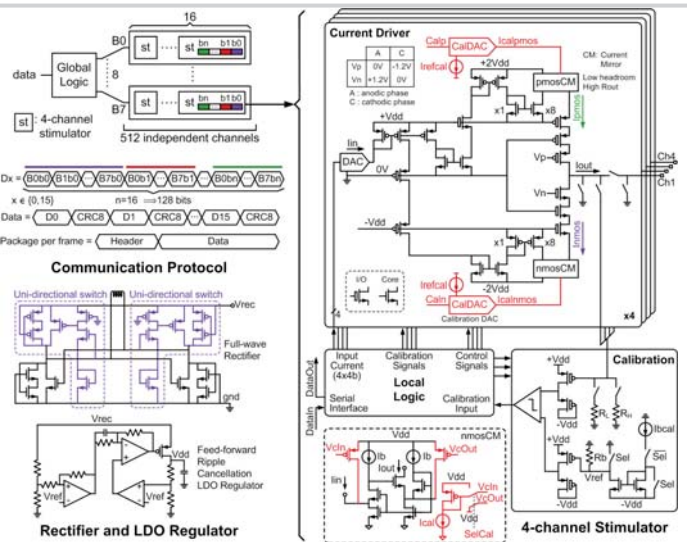 16
B0
st
st
bn
b1
b0
data
Global
Logic
8
B7
st
st
bn
b1
b0
st
: 4-channel
stimulator
512 independent channels
Dx = B0b0 B1b0 ··· B7b0 B0b1 ··· B7b1 ··· B0bn ··· B7bn
x ∈ {0,15}
n=16 ⟹128 bits
Data = D0 CRC8 D1 CRC8 ··· D15 CRC8
Package per frame = Header Data
Communication Protocol
Uni-directional switch
Uni-directional switch
Vrec
Full-wave
Rectifier
gnd
Vrec
Vref
Vref
Vdd
Feed-forward
Ripple
Cancellation
LDO Regulator
Rectifier and LDO Regulator
Current Driver
A C
Vp 0V -1.2V
Vn +1.2V 0V
A : anodic phase
C : cathodic phase
Calp
CalDAC
Icalpmos
Irefcal
+2Vdd
pmosCM
CM: Current
Mirror
Low headroom
High Rout
x1
x8
Ipmos
+Vdd
Iin
DAC
0V
Vp
Iout
Vn
Ch4
Ch1
-Vdd
Inmos
x1
x8
nmosCM
I/O
Core
Irefcal
-2Vdd
Caln
CalDAC
Icalnmos
Calibration DAC
x4
4
Input
Current
(4x4b)
Calibration
Signals
Control
Signals
Local
Logic
Serial
Interface
Calibration
Input
DataOut
DataIn
Calibration
+Vdd
-Vdd
RL
RH
Ibcal
+Vdd
Rb
Sel
Sel
Vref
Sel
-Vdd
-Vdd
4-channel Stimulator
Vdd
nmosCM
VcIn
Ib
Ib
VcOut
Iout
Iin
Vdd
VcIn
VcOut
Ical
Vdd
SelCal